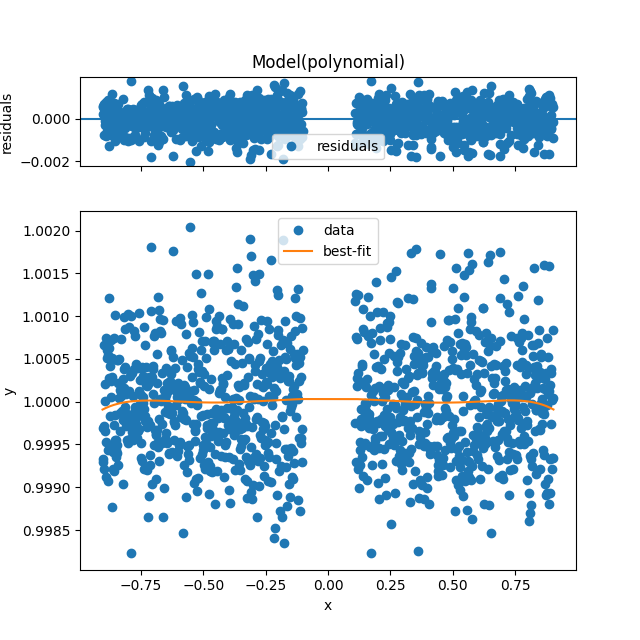 Model(polynomial)
residuals
0.000
−0.002
residuals
data
best-fit
y
1.0020
1.0015
1.0010
1.0005
1.0000
0.9995
0.9990
0.9985
−0.75 −0.50 −0.25 0.00 0.25 0.50 0.75
x